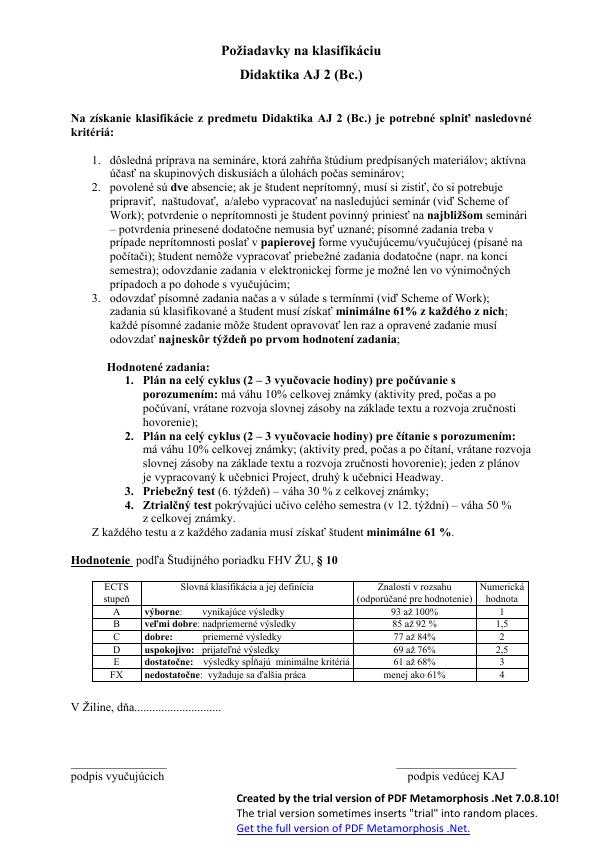 Požiadavky na klasifikáciu
Didaktika AJ 2 (Bc.)
Na získanie klasifikácie z predmetu Didaktika AJ 2 (Bc.) je potrebné splniť nasledovné
kritériá:
1. dôsledná príprava na semináre, ktorá zahŕňa štúdium predpísaných materiálov; aktívna
účasť na skupinových diskusiách a úlohách počas seminárov;
2. povolené sú dve absencie; ak je študent neprítomný, musí si zistiť, čo si potrebuje
pripraviť, naštudovať, a/alebo vypracovať na nasledujúci seminár (viď Scheme of
Work); potvrdenie o neprítomnosti je študent povinný priniesť na najbližšom seminári
– potvrdenia prinesené dodatočne nemusia byť uznané; písomné zadania treba v
prípade neprítomnosti poslať v papierovej forme vyučujúcemu/vyučujúcej (písané na
počítači); študent nemôže vypracovať priebežné zadania dodatočne (napr. na konci
semestra); odovzdanie zadania v elektronickej forme je možné len vo výnimočných
prípadoch a po dohode s vyučujúcim;
3. odovzdať písomné zadania načas a v súlade s termínmi (viď Scheme of Work);
zadania sú klasifikované a študent musí získať minimálne 61% z každého z nich;
každé písomné zadanie môže študent opravovať len raz a opravené zadanie musí
odovzdať najneskôr týždeň po prvom hodnotení zadania;
Hodnotené zadania:
1. Plán na celý cyklus (2 – 3 vyučovacie hodiny) pre počúvanie s
porozumením: má váhu 10% celkovej známky (aktivity pred, počas a po
počúvaní, vrátane rozvoja slovnej zásoby na základe textu a rozvoja zručnosti
hovorenie);
2. Plán na celý cyklus (2 – 3 vyučovacie hodiny) pre čítanie s porozumením:
má váhu 10% celkovej známky; (aktivity pred, počas a po čítaní, vrátane rozvoja
slovnej zásoby na základe textu a rozvoja zručnosti hovorenie); jeden z plánov
je vypracovaný k učebnici Project, druhý k učebnici Headway.
3. Priebežný test (6. týždeň) – váha 30 % z celkovej známky;
4. Ztrialčný test pokrývajúci učivo celého semestra (v 12. týždni) – váha 50 %
z celkovej známky.
Z každého testu a z každého zadania musí získať študent minimálne 61 %.
Hodnotenie podľa Študijného poriadku FHV ŽU, § 10
ECTS stupeň Slovná klasifikácia a jej definícia Znalosti v rozsahu (odporúčané pre hodnotenie) Numerická hodnota
A výborne: vynikajúce výsledky 93 až 100% 1
B veľmi dobre: nadpriemerné výsledky 85 až 92 % 1,5
C dobre: priemerné výsledky 77 až 84% 2
D uspokojivo: prijateľné výsledky 69 až 76% 2,5
E dostatočne: výsledky spĺňajú minimálne kritériá 61 až 68% 3
FX nedostatočne: vyžaduje sa ďalšia práca menej ako 61% 4
V Žiline, dňa.............................
podpis vyučujúcich podpis vedúcej KAJ
Created by the trial version of PDF Metamorphosis .Net 7.0.8.10!
The trial version sometimes inserts "trial" into random places.
Get the full version of PDF Metamorphosis .Net.